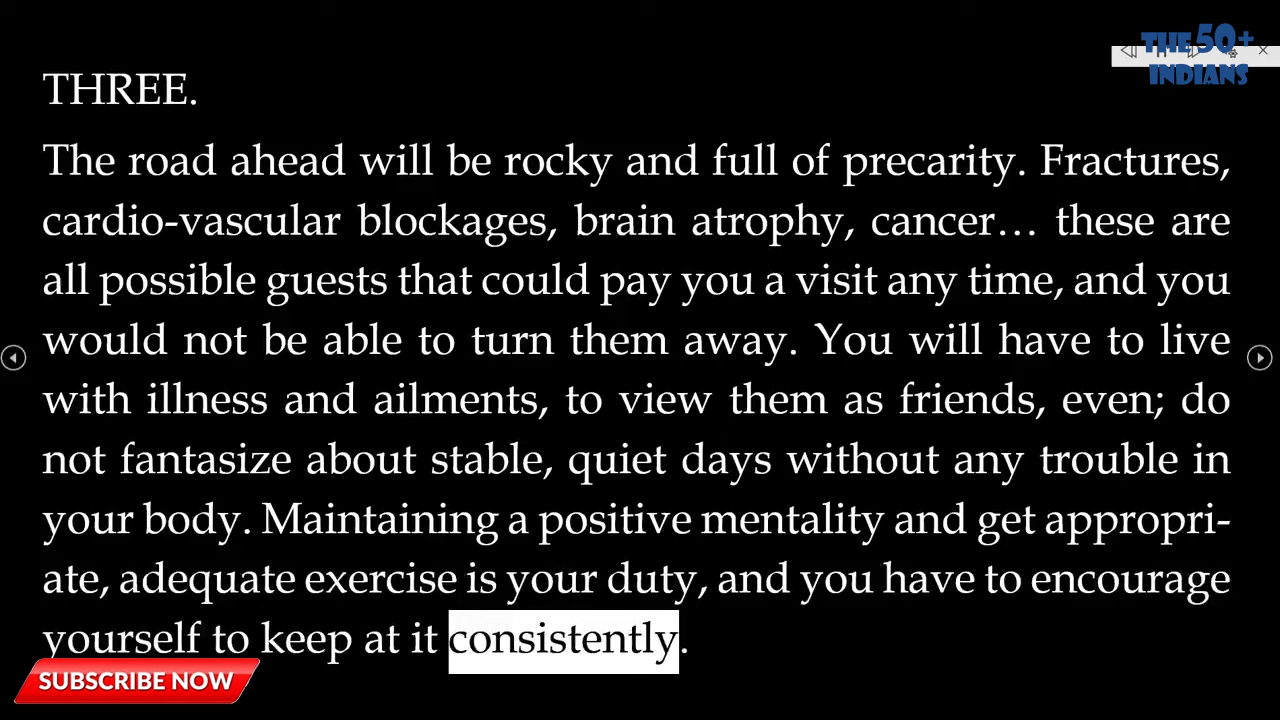 THE 50+
INDIANS
THREE.
The road ahead will be rocky and full of precarity. Fractures,
cardio-vascular blockages, brain atrophy, cancer… these are
all possible guests that could pay you a visit any time, and you
would not be able to turn them away. You will have to live
with illness and ailments, to view them as friends, even; do
not fantasize about stable, quiet days without any trouble in
your body. Maintaining a positive mentality and get appropri-
ate, adequate exercise is your duty, and you have to encourage
yourself to keep at it consistently.
SUBSCRIBE NOW